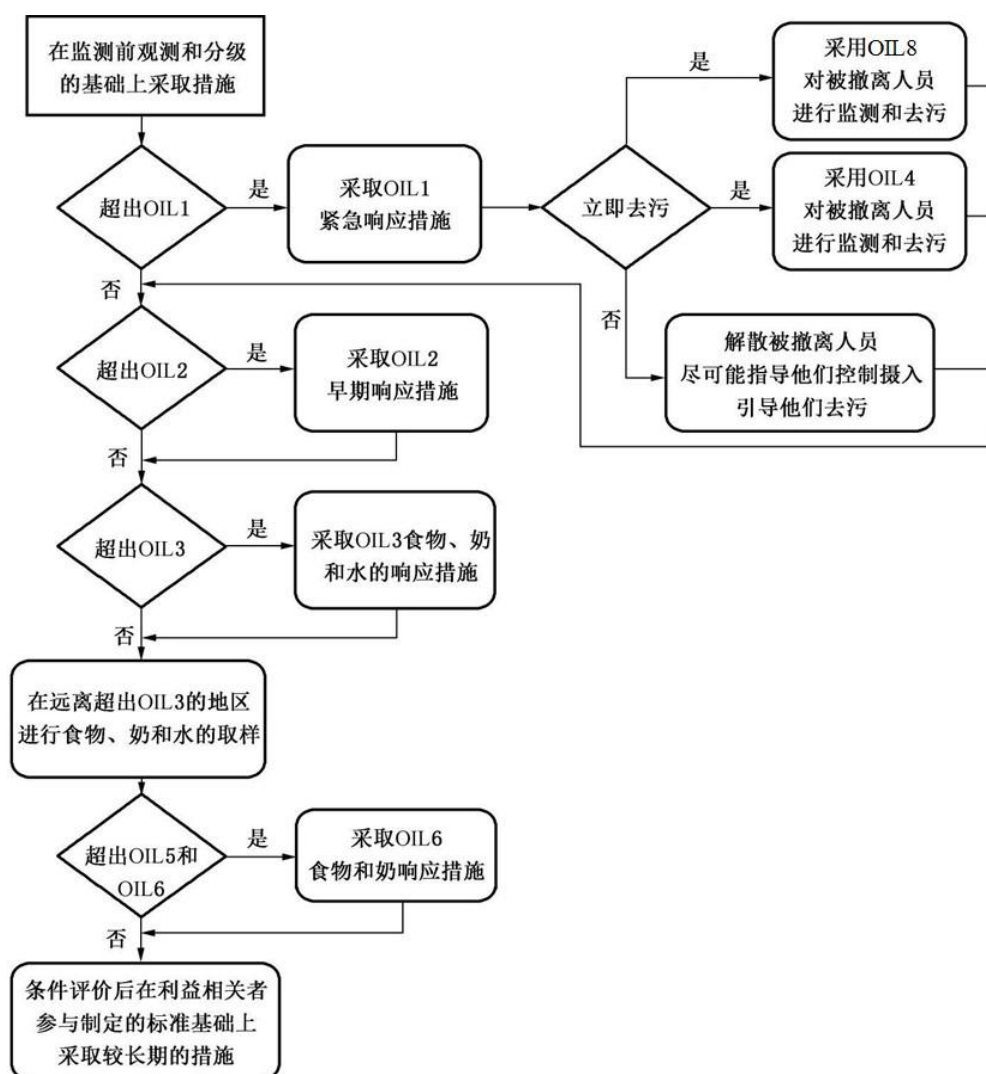 在监测前观测和分级
的基础上采取措施
是
采用OIL8
对被撤离人员
进行监测和去污
超出OIL1
是
采取OIL1
紧急响应措施
立即去污
是
采用OIL4
对被撤离人员
进行监测和去污
否
否
超出OIL2
是
采取OIL2
早期响应措施
解散被撤离人员
尽可能指导他们控制摄入
引导他们去污
否
超出OIL3
是
采取OIL3食物、奶
和水的响应措施
否
在远离超出OIL3的地区
进行食物、奶和水的取样
超出OIL5和
OIL6
是
采取OIL6
食物和奶响应措施
否
条件评价后在利益相关者
参与制定的标准基础上
采取较长期的措施